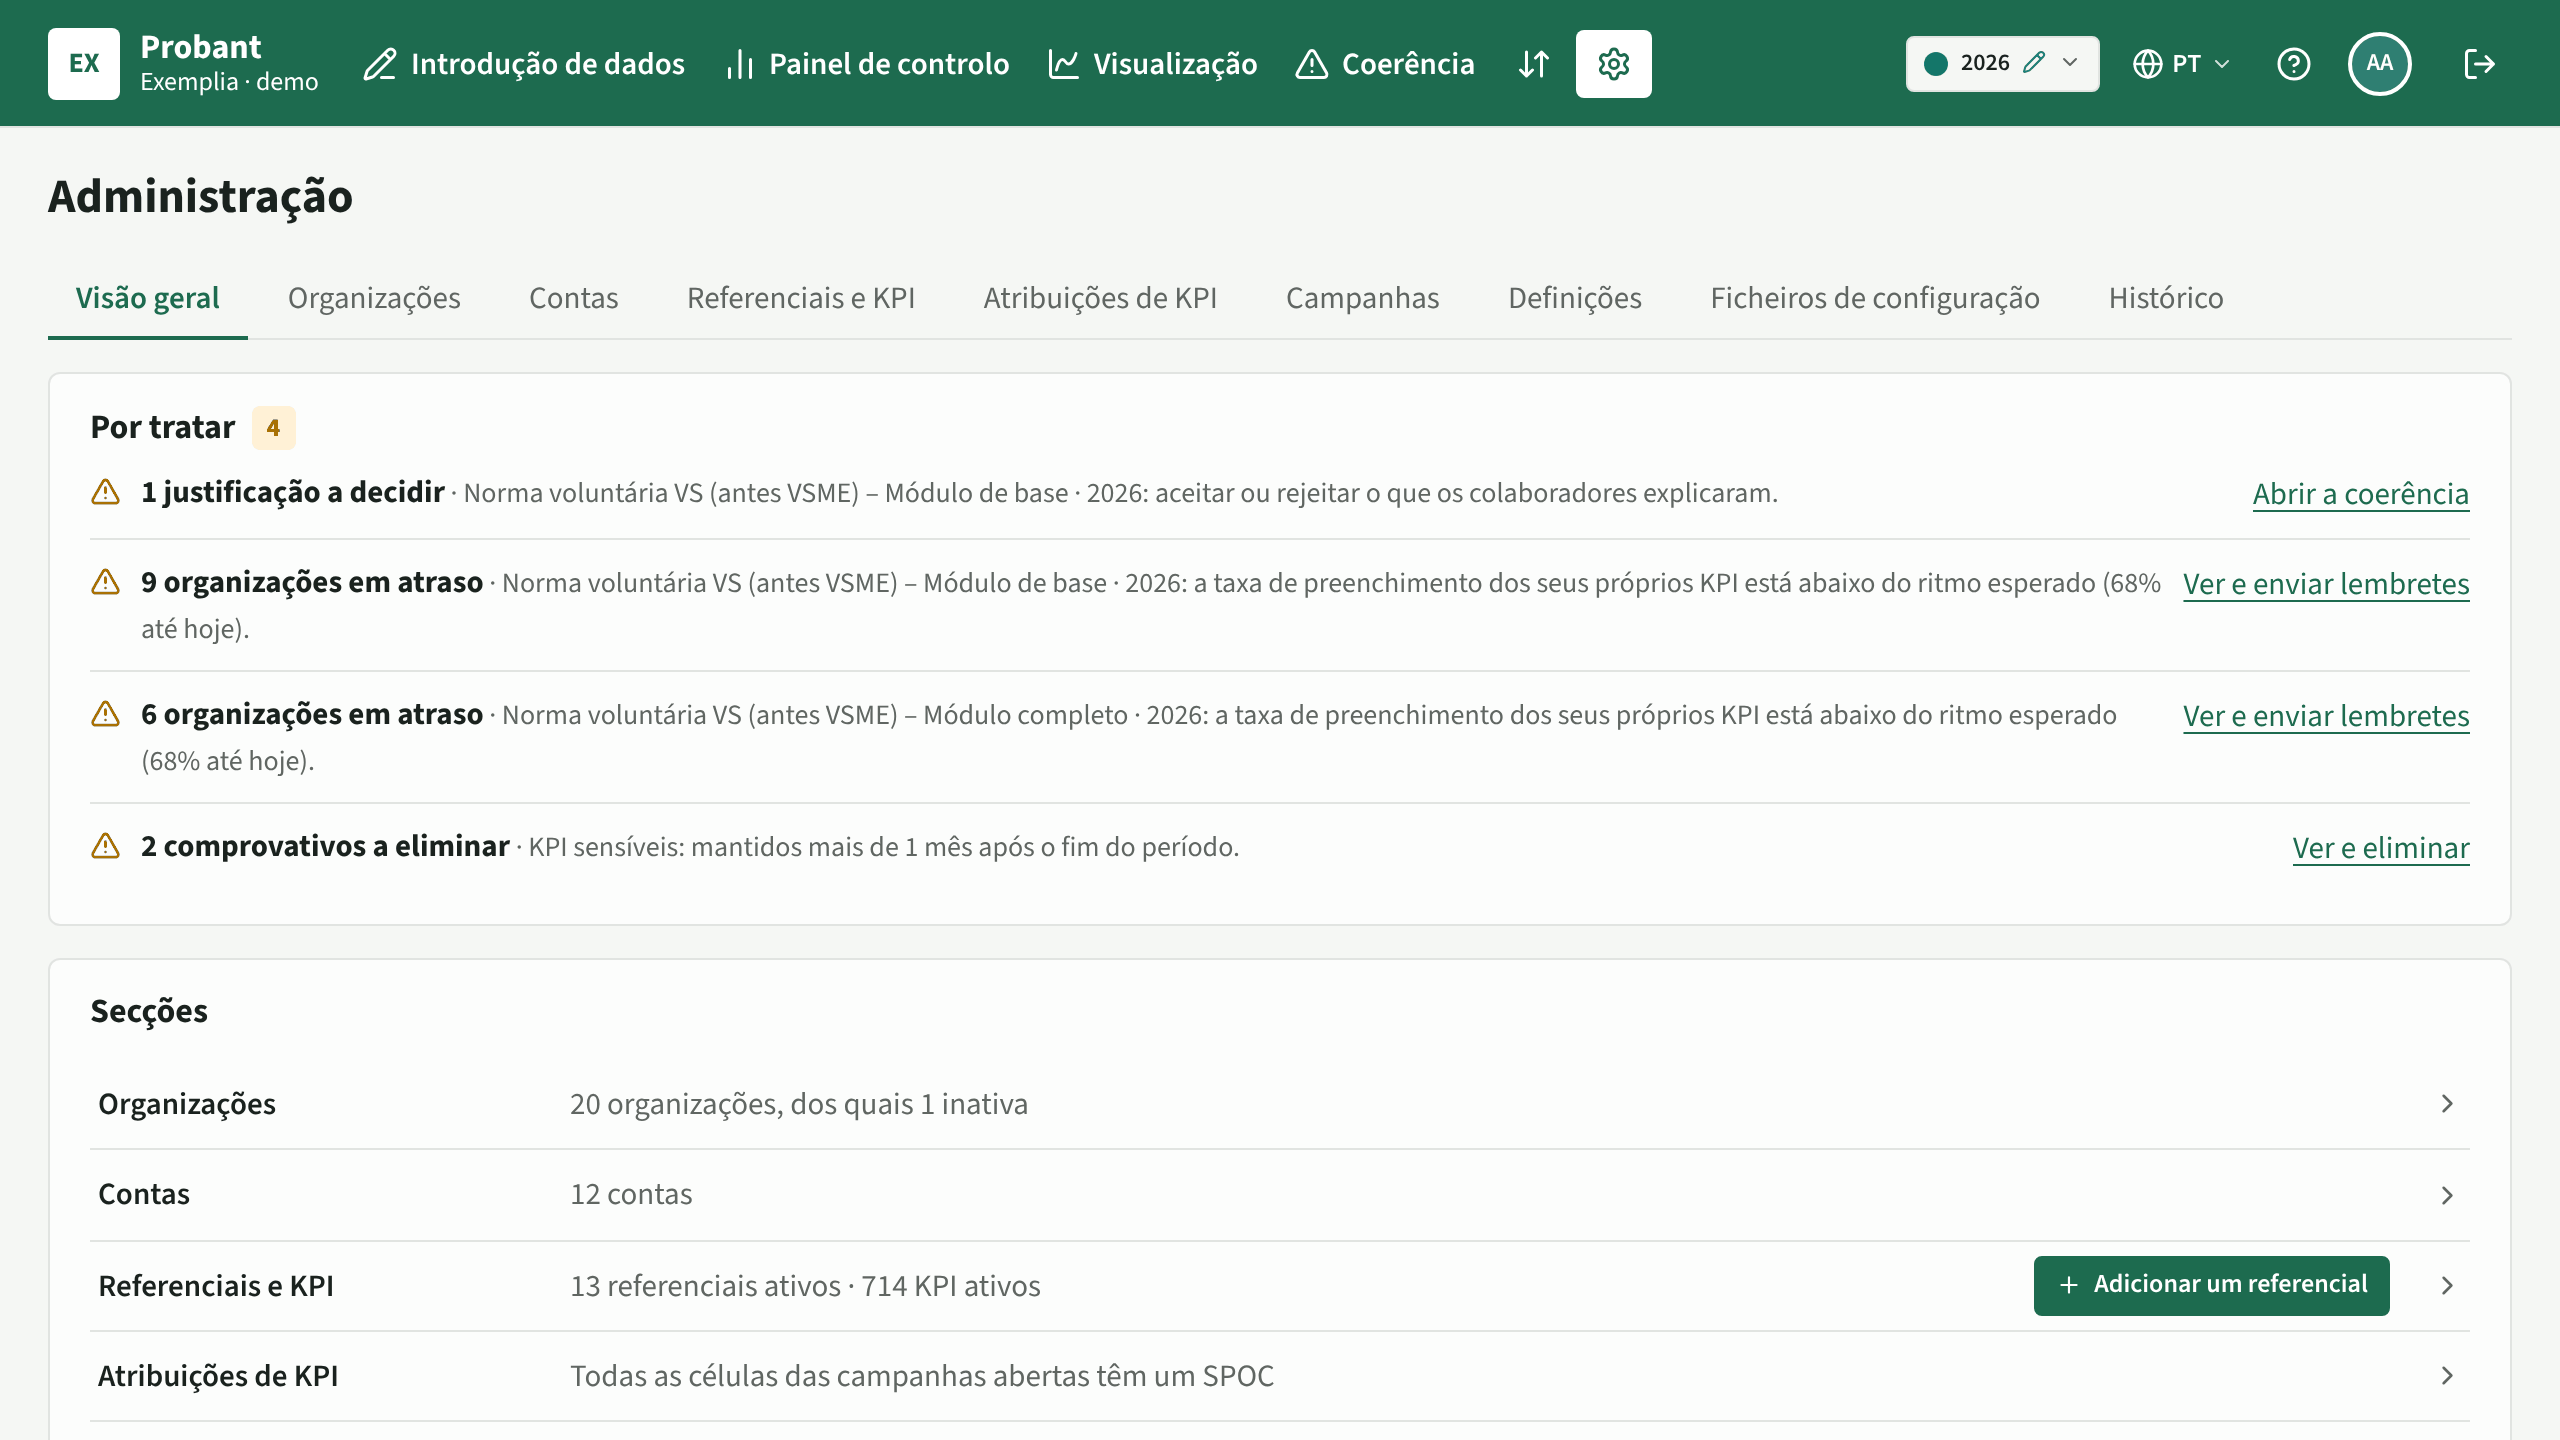 EX
Probant
Exemplia · demo
Introdução de dados
Painel de controlo
Visualização
Coerência
2026
PT
AA
Administração
Visão geral
Organizações
Contas
Referenciais e KPI
Atribuições de KPI
Campanhas
Definições
Ficheiros de configuração
Histórico
Por tratar 4
1 justificação a decidir · Norma voluntária VS (antes VSME) – Módulo de base · 2026: aceitar ou rejeitar o que os colaboradores explicaram.
Abrir a coerência
9 organizações em atraso · Norma voluntária VS (antes VSME) – Módulo de base · 2026: a taxa de preenchimento dos seus próprios KPI está abaixo do ritmo esperado (68%
até hoje).
Ver e enviar lembretes
6 organizações em atraso · Norma voluntária VS (antes VSME) – Módulo completo · 2026: a taxa de preenchimento dos seus próprios KPI está abaixo do ritmo esperado
(68% até hoje).
Ver e enviar lembretes
2 comprovativos a eliminar · KPI sensíveis: mantidos mais de 1 mês após o fim do período.
Ver e eliminar
Secções
Organizações
20 organizações, dos quais 1 inativa
Contas
12 contas
Referenciais e KPI
13 referenciais ativos · 714 KPI ativos
Adicionar um referencial
Atribuições de KPI
Todas as células das campanhas abertas têm um SPOC